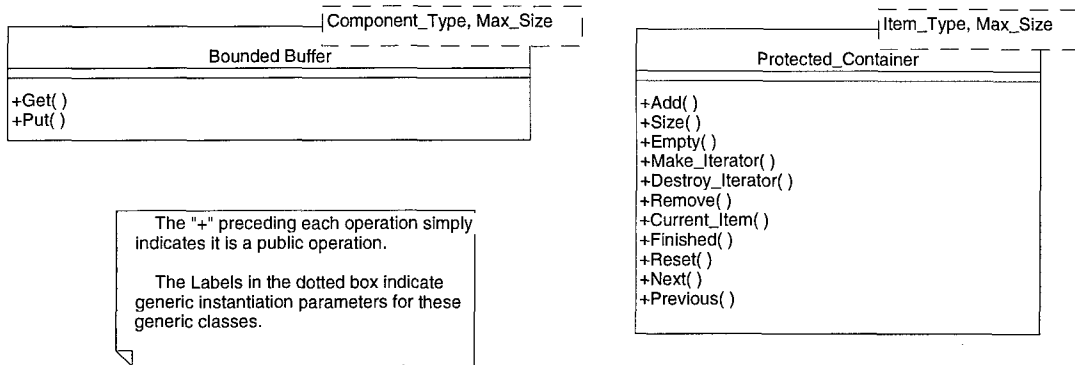 Component_Type, Max_Size
Bounded Buffer
+Get( )
+Put( )
The "+" preceding each operation simply
indicates it is a public operation.
The Labels in the dotted box indicate
generic instantiation parameters for these
generic classes.
Item_Type, Max_Size
Protected_Container
+Add( )
+Size( )
+Empty( )
+Make_Iterator( )
+Destroy_Iterator( )
+Remove( )
+Current_Item( )
+Finished( )
+Reset( )
+Next( )
+Previous( )